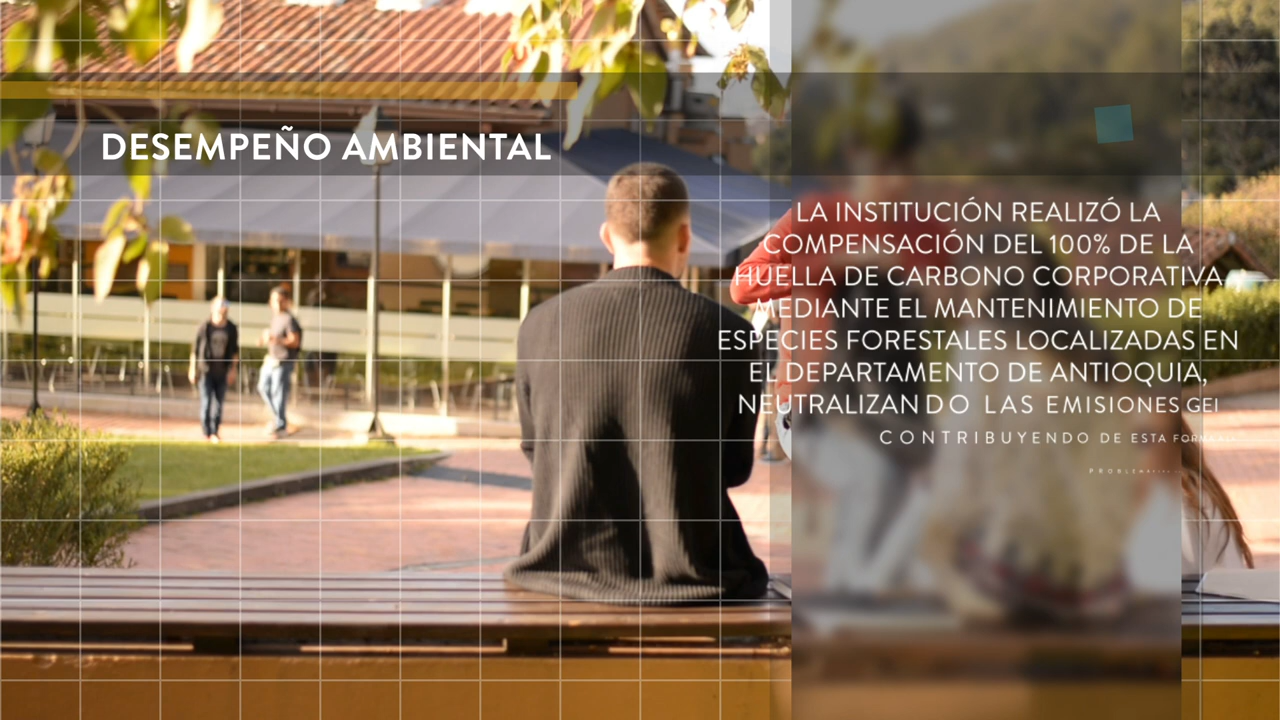 DESEMPEÑO AMBIENTAL
LA INSTITUCIÓN REALIZÓ LA
COMPENSACIÓN DEL 100% DE LA
HUELLA DE CARBONO CORPORATIVA
MEDIANTE EL MANTENIMIENTO DE
ESPECIES FORESTALES LOCALIZADAS EN
EL DEPARTAMENTO DE ANTIOQUIA,
NEUTRALIZANDO LAS EMISIONES GEI
CONTRIBUYENDO DE ESTA